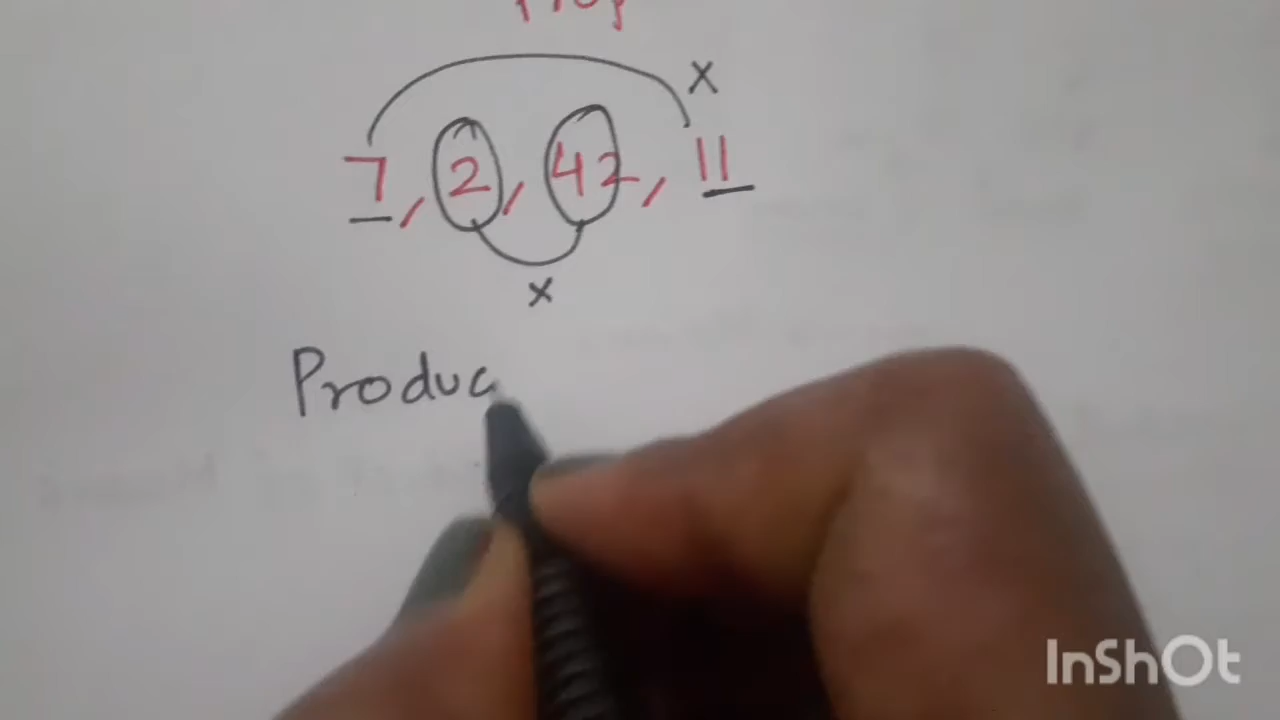 x
7, 2, 42, 11
x
Produc
InShOt